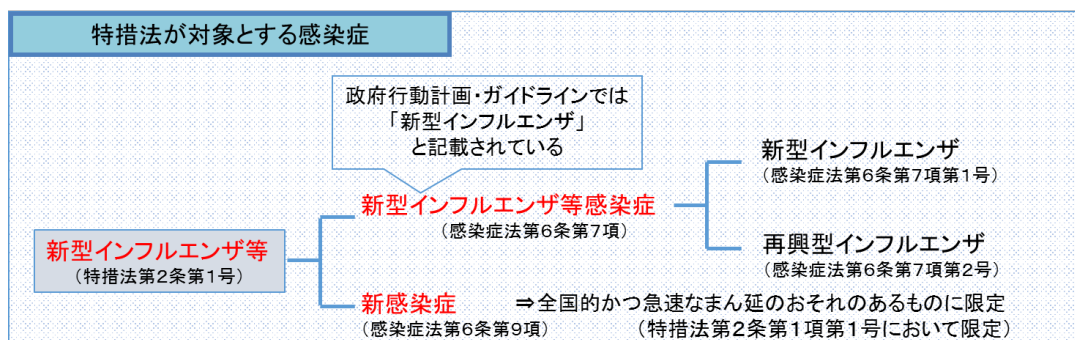 特措法が対象とする感染症
政府行動計画・ガイドラインでは
「新型インフルエンザ」
と記載されている
新型インフルエンザ等
（特措法第２条第１号）
新型インフルエンザ等感染症
（感染症法第６条第７項）
新型インフルエンザ
（感染症法第６条第７項第１号）
再興型インフルエンザ
（感染症法第６条第７項第２号）
新感染症 ⇒全国的かつ急速なまん延のおそれのあるものに限定
（感染症法第６条第９項） （特措法第２条第１項第１号において限定）